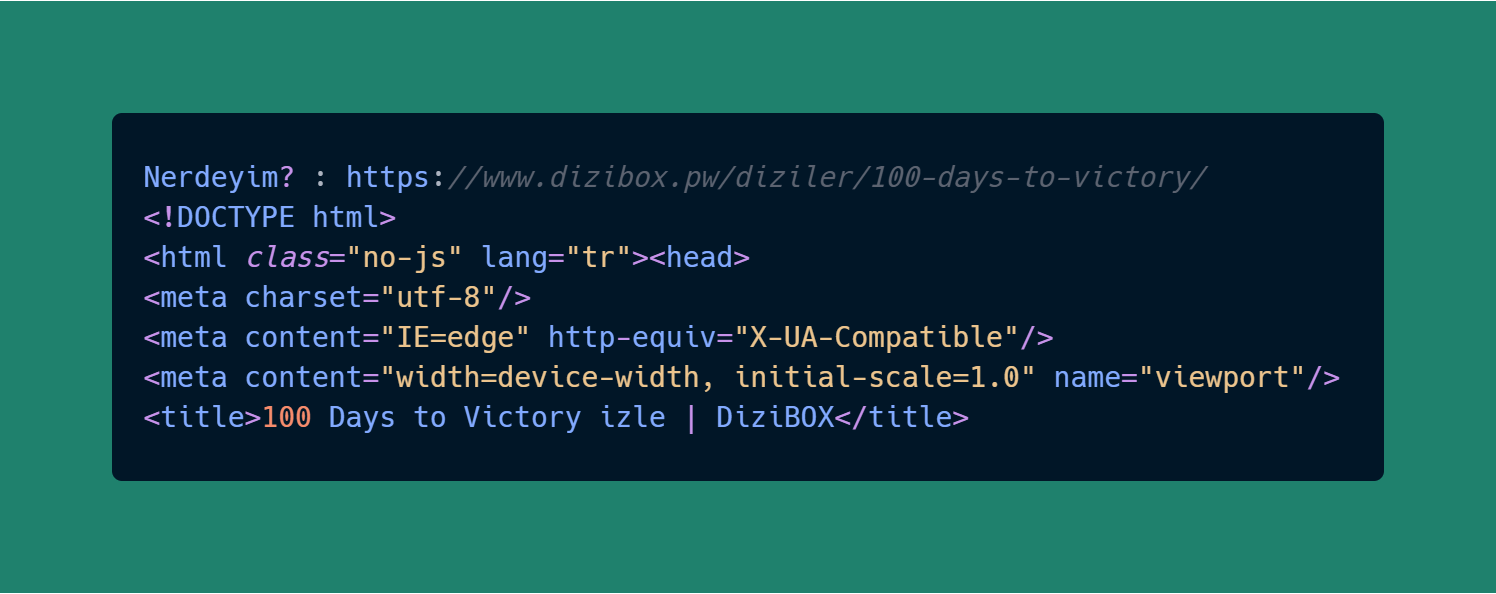 Nerdeyim? : https://www.dizibox.pw/diziler/100-days-to-victory/
<!DOCTYPE html>
<html class="no-js" lang="tr"><head>
<meta charset="utf-8"/>
<meta content="IE=edge" http-equiv="X-UA-Compatible"/>
<meta content="width=device-width, initial-scale=1.0" name="viewport"/>
<title>100 Days to Victory izle | DiziBOX</title>